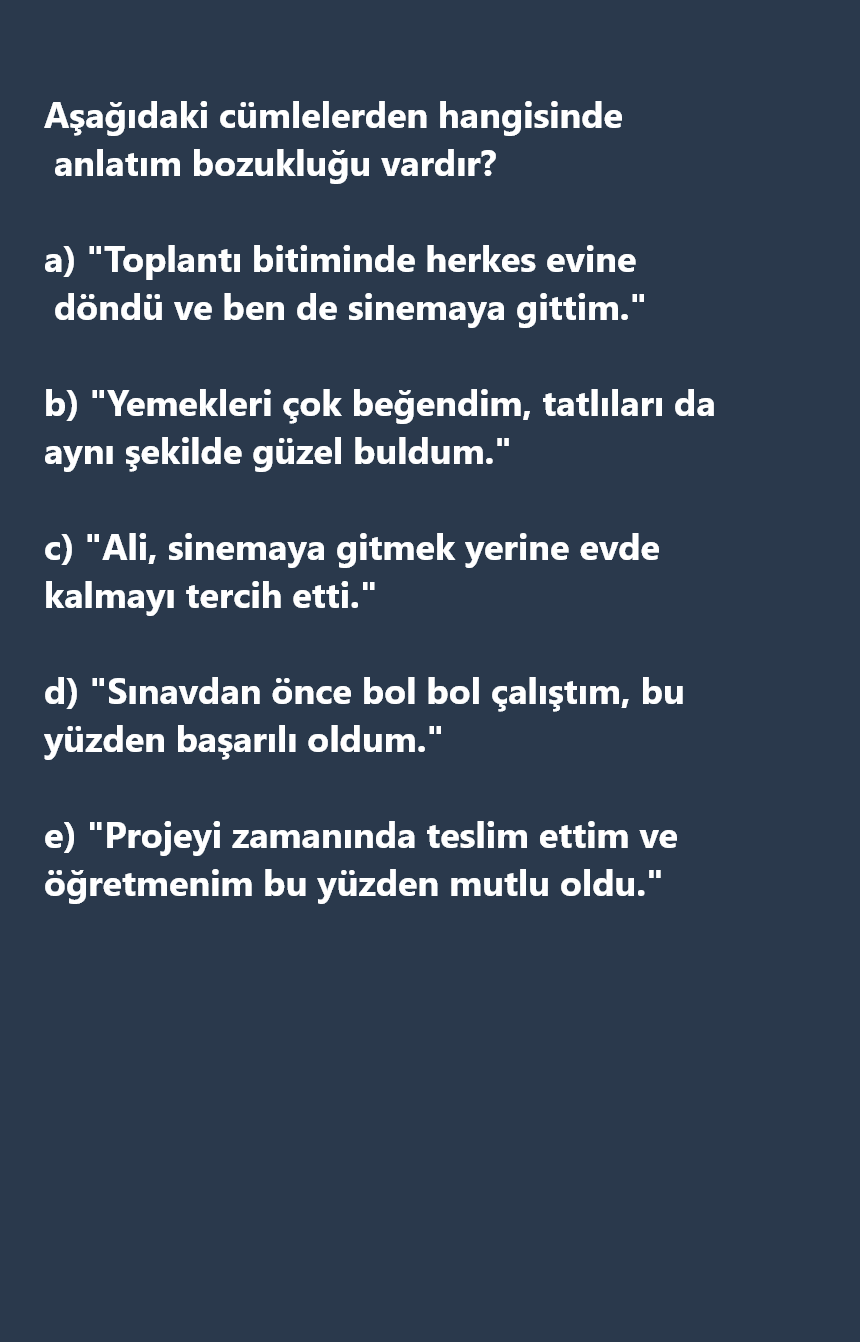 Aşağıdaki cümlelerden hangisinde
anlatım bozukluğu vardır?
a) "Toplantı bitiminde herkes evine
döndü ve ben de sinemaya gittim."
b) "Yemekleri çok beğendim, tatlıları da
aynı şekilde güzel buldum."
c) "Ali, sinemaya gitmek yerine evde
kalmayı tercih etti."
d) "Sınavdan önce bol bol çalıştım, bu
yüzden başarılı oldum."
e) "Projeyi zamanında teslim ettim ve
öğretmenim bu yüzden mutlu oldu."